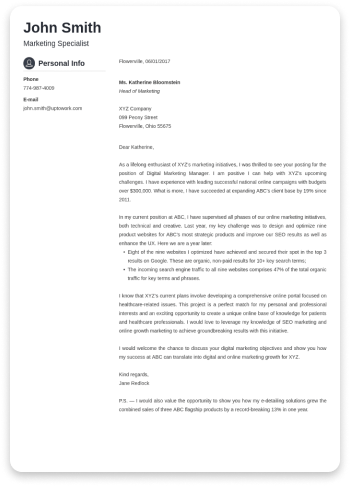 John Smith
Marketing Specialist
Personal Info
Phone
774-987-4009
E-mail
john.smith@uptowork.com
Flowerville, 06/01/2017
Ms. Katherine Bloomstein
Head of Marketing
XYZ Company
099 Peony Street
Flowerville, Ohio 55675
Dear Katherine,
As a lifelong enthusiast of XYZ's marketing initiatives, I was thrilled to see your posting for the
position of Digital Marketing Manager. I am positive I can help with XYZ's upcoming
challenges. I have experience with leading successful national online campaigns with budgets
over $300,000. What is more, I have succeeded at expanding ABC's client base by 19% since
2011.
In my current position at ABC, I have supervised all phases of our online marketing initiatives,
both technical and creative. Last year, my key challenge was to design and optimize nine
product websites for ABC's most strategic products and improve our SEO results as well as
enhance the UX. Here we are a year later:
• Eight of the nine websites I optimized have achieved and secured their spot in the top 3
results on Google. These are organic, non-paid results for 10+ key search terms;
• The incoming search engine traffic to all nine websites comprises 47% of the total organic
traffic for key terms and phrases.
I know that XYZ's current plans involve developing a comprehensive online portal focused on
healthcare-related issues. This project is a perfect match for my personal and professional
interests and an exciting opportunity to create a unique online base of knowledge for patients
and healthcare professionals. I would love to leverage my knowledge of SEO marketing and
online growth marketing to achieve groundbreaking results with this initiative.
I would welcome the chance to discuss your digital marketing objectives and show you how
my success at ABC can translate into digital and online marketing growth for XYZ.
Kind regards,
Jane Redlock
P.S. — I would also value the opportunity to show you how my e-detailing solutions grew the
combined sales of three ABC flagship products by a record-breaking 13% in one year.